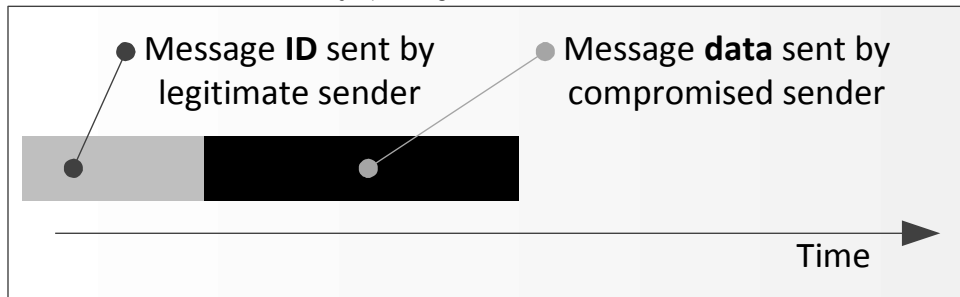 Message ID sent by
legitimate sender
Message data sent by
compromised sender
Time